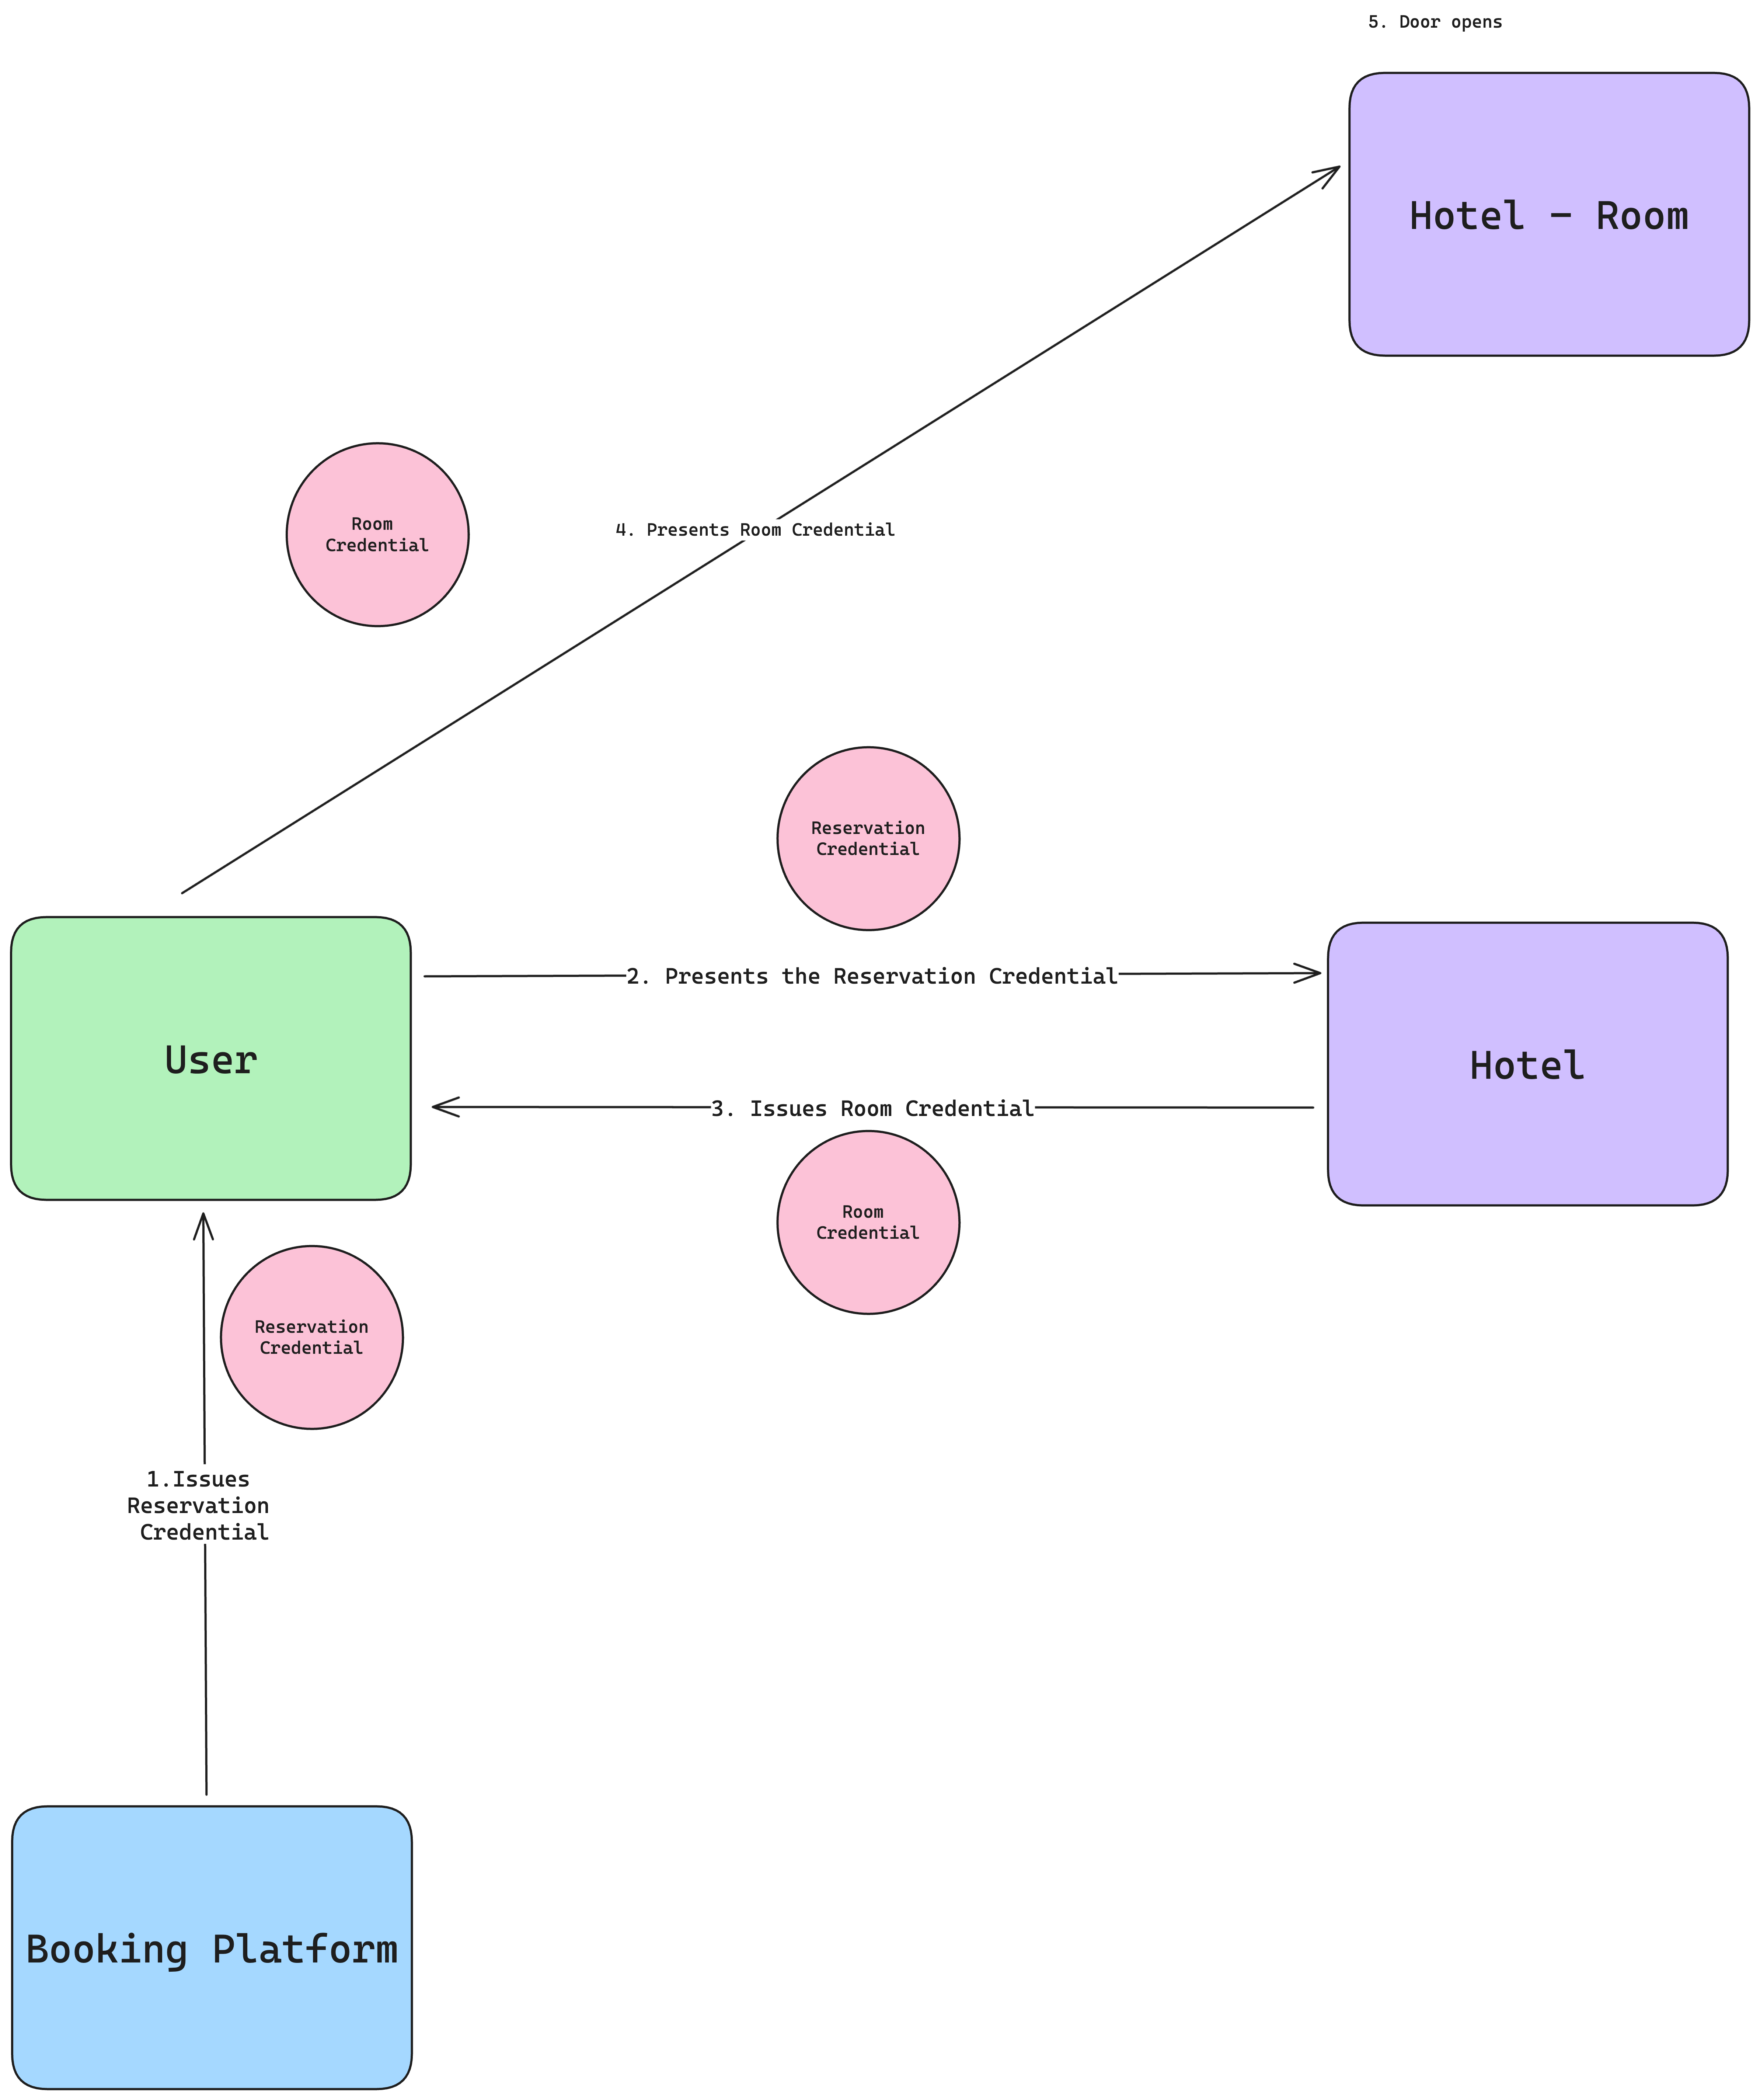 5. Door opens
Hotel - Room
Room
Credential
4. Presents Room Credential
Reservation
Credential
2. Presents the Reservation Credential
User
Hotel
3. Issues Room Credential
Room
Credential
Reservation
Credential
1.Issues
Reservation
Credential
Booking Platform